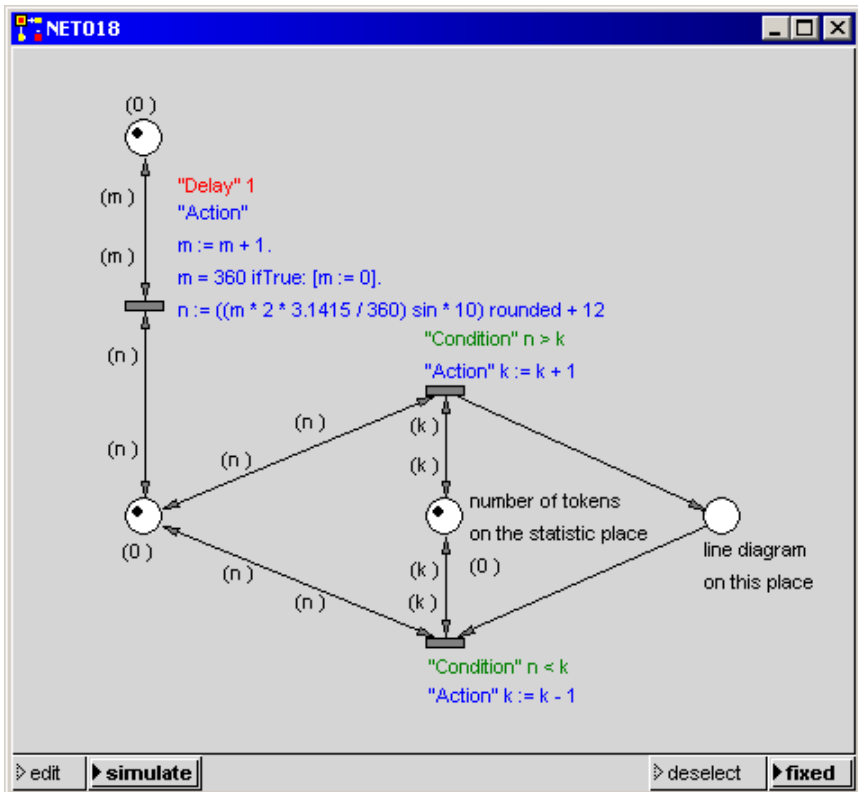 NET018
(0 )
"Delay" 1
(m )
"Action"
m := m + 1.
(m )
m = 360 ifTrue: [m := 0].
n := ((m * 2 * 3.1415 / 360) sin * 10) rounded + 12
"Condition" n > k
(n )
"Action" k := k + 1
(n )
(k )
(n )
(n )
(k )
number of tokens
on the statistic place
(0 )
line diagram
on this place
(n )
(k )
(0 )
(n )
(k )
"Condition" n < k
"Action" k := k - 1
edit
simulate
deselect
fixed